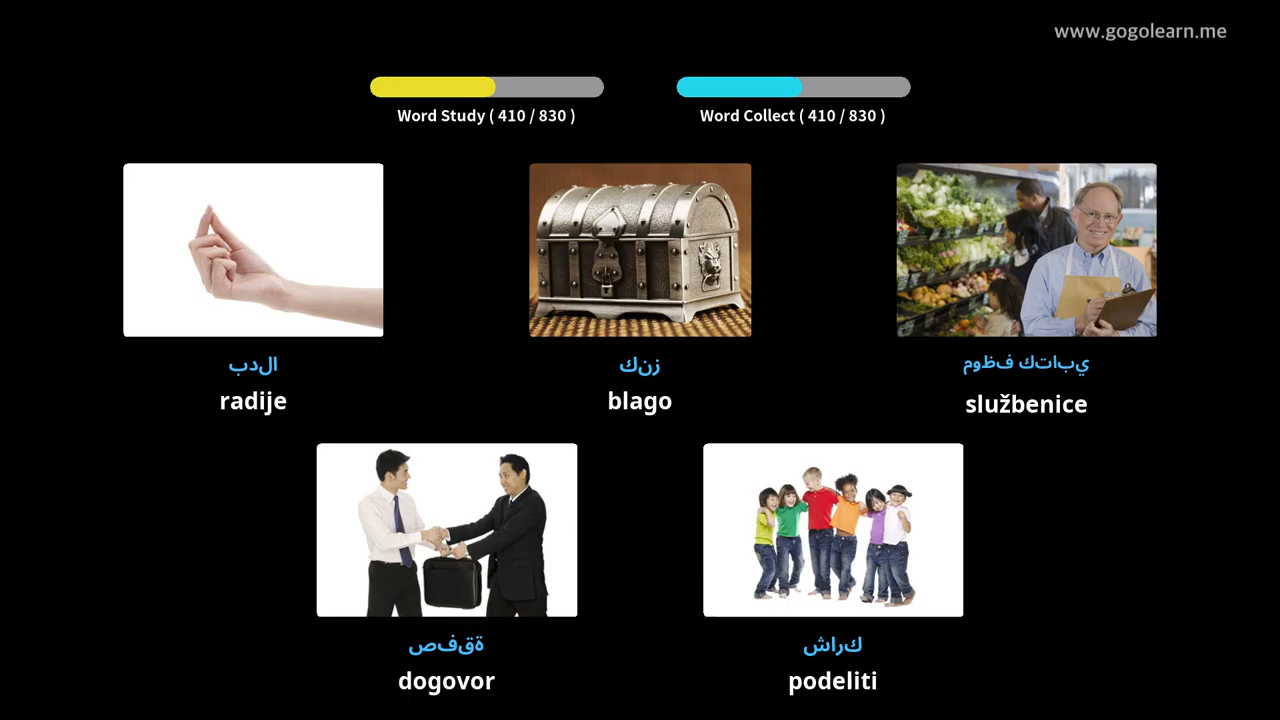 www.gogolearn.me
Word Study ( 410 / 830 )
Word Collect ( 410 / 830 )
الدب
زنك
يباتك فظوم
radije
blago
službenice
ةقفص
كراش
dogovor
podeliti